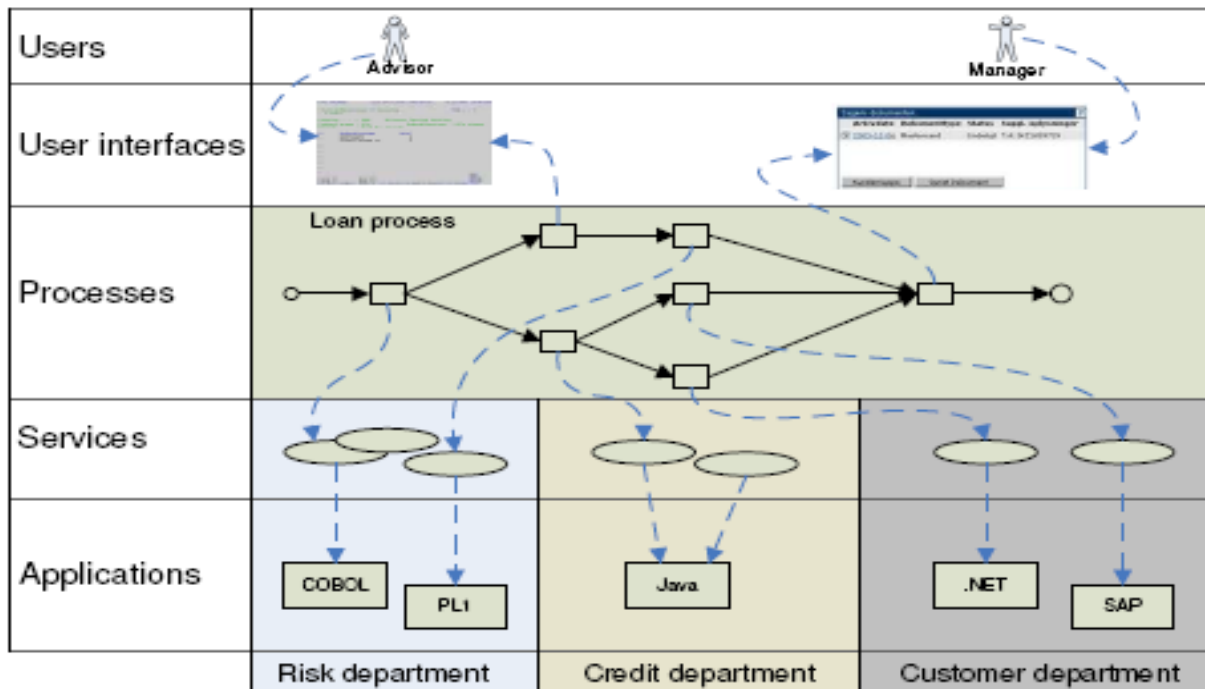 Users
Advisor
Manager
User interfaces
Status
Loan process
Processes
Services
Applications
COBOL
PL1
Java
.NET
SAP
Risk department
Credit department
Customer department